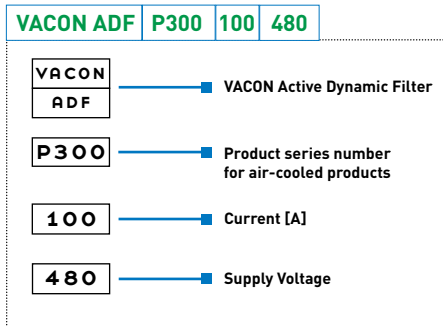 VACON ADF P300 100 480
VACON
ADF
VACON Active Dynamic Filter
P300
Product series number
for air-cooled products
100
Current [A]
480
Supply Voltage